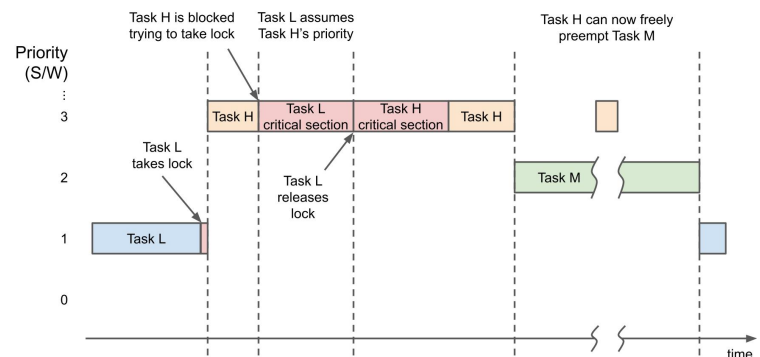 Task H is blocked
trying to take lock
Task L assumes
Task H's priority
Task H can now freely
preempt Task M
Priority
(S/W)
⋮
3
Task H
Task L
critical section
Task H
critical section
Task H
Task L
takes lock
Task L
releases
lock
2
Task M
1
Task L
0
time